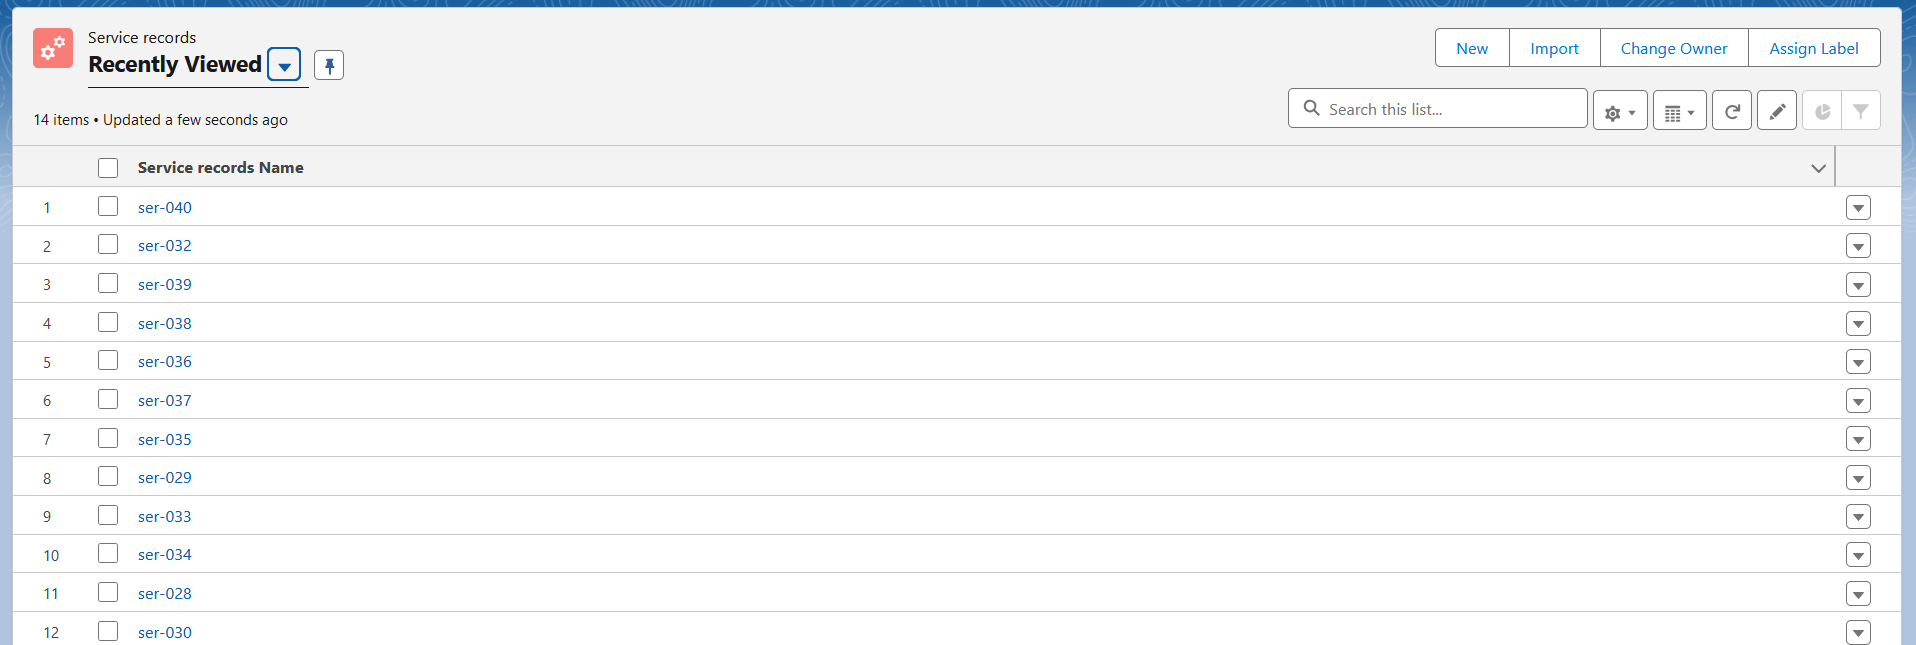 Service records
Recently Viewed
New Import Change Owner Assign Label
14 items • Updated a few seconds ago
Search this list...
Service records Name
1 ser-040
2 ser-032
3 ser-039
4 ser-038
5 ser-036
6 ser-037
7 ser-035
8 ser-029
9 ser-033
10 ser-034
11 ser-028
12 ser-030